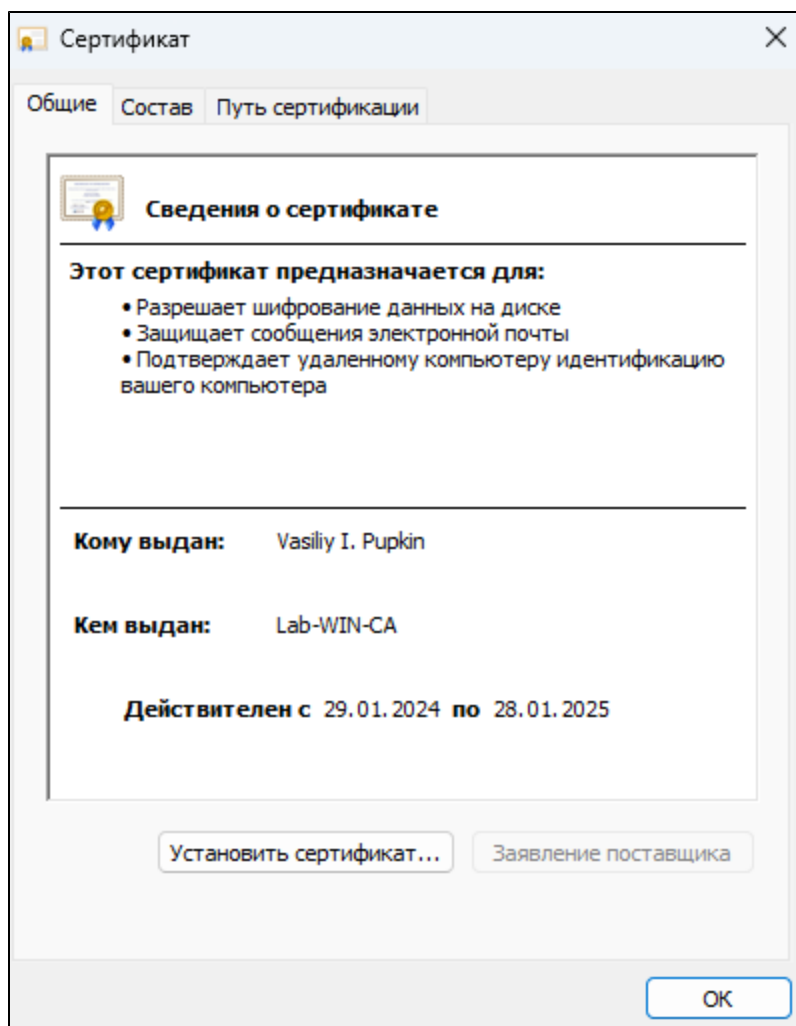 Сертификат
Общие Состав Путь сертификации
Сведения о сертификате
Этот сертификат предназначается для:
• Разрешает шифрование данных на диске
• Защищает сообщения электронной почты
• Подтверждает удаленному компьютеру идентификацию
вашего компьютера
Кому выдан: Vasiliy I. Pupkin
Кем выдан: Lab-WIN-CA
Действителен с 29.01.2024 по 28.01.2025
Установить сертификат... Заявление поставщика
ОК